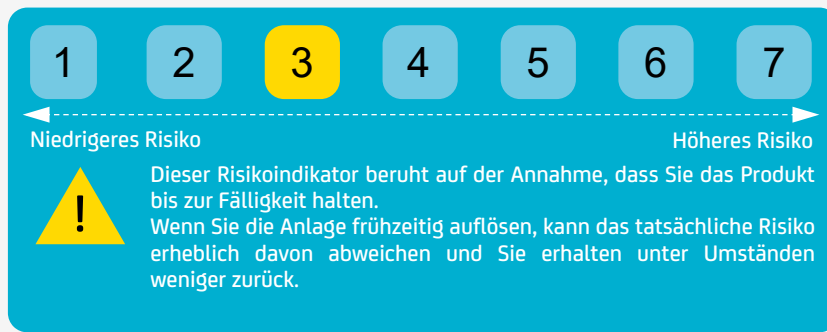 1 2 3 4 5 6 7
Niedrigeres Risiko Höheres Risiko
!
Dieser Risikoindikator beruht auf der Annahme, dass Sie das Produkt
bis zur Fälligkeit halten.
Wenn Sie die Anlage frühzeitig auflösen, kann das tatsächliche Risiko
erheblich davon abweichen und Sie erhalten unter Umständen
weniger zurück.